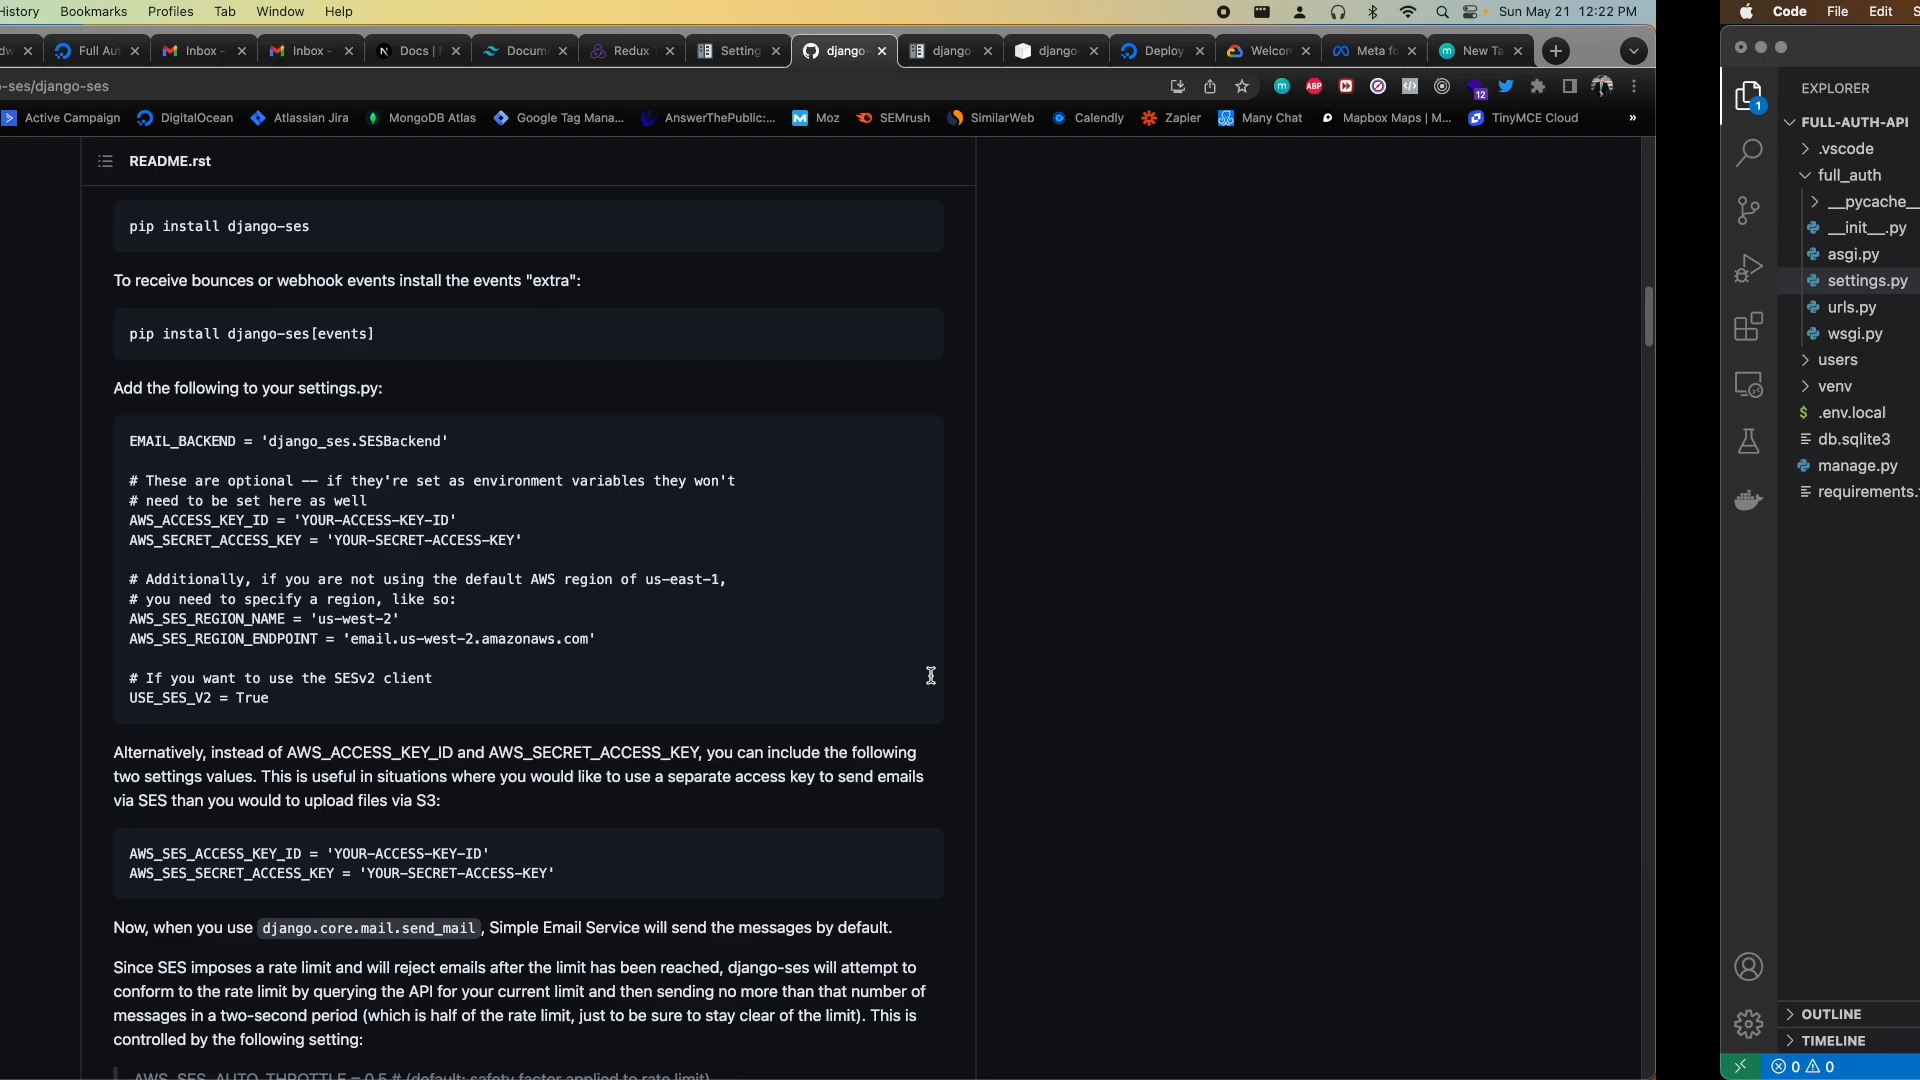 History Bookmarks Profiles Tab Window Help
Sun May 21 12:22 PM
Code File Edit
Full Aut
Inbox -
Inbox -
Docs |
Docum
Redux
Setting
django-
django-
django-
Deploy
Welcon
Meta fo
New Ta
-ses/django-ses
ABP
12
Active Campaign
DigitalOcean
Atlassian Jira
MongoDB Atlas
Google Tag Mana...
AnswerThePublic:...
Moz
SEMrush
SimilarWeb
Calendly
Zapier
Many Chat
Mapbox Maps | M...
TinyMCE Cloud
»
README.rst
pip install django-ses
To receive bounces or webhook events install the events "extra":
pip install django-ses[events]
Add the following to your settings.py:
EMAIL_BACKEND = 'django_ses.SESBackend'
# These are optional -- if they're set as environment variables they won't
# need to be set here as well
AWS_ACCESS_KEY_ID = 'YOUR-ACCESS-KEY-ID'
AWS_SECRET_ACCESS_KEY = 'YOUR-SECRET-ACCESS-KEY'
# Additionally, if you are not using the default AWS region of us-east-1,
# you need to specify a region, like so:
AWS_SES_REGION_NAME = 'us-west-2'
AWS_SES_REGION_ENDPOINT = 'email.us-west-2.amazonaws.com'
# If you want to use the SESv2 client
USE_SES_V2 = True
Alternatively, instead of AWS_ACCESS_KEY_ID and AWS_SECRET_ACCESS_KEY, you can include the following
two settings values. This is useful in situations where you would like to use a separate access key to send emails
via SES than you would to upload files via S3:
AWS_SES_ACCESS_KEY_ID = 'YOUR-ACCESS-KEY-ID'
AWS_SES_SECRET_ACCESS_KEY = 'YOUR-SECRET-ACCESS-KEY'
Now, when you use django.core.mail.send_mail, Simple Email Service will send the messages by default.
Since SES imposes a rate limit and will reject emails after the limit has been reached, django-ses will attempt to
conform to the rate limit by querying the API for your current limit and then sending no more than that number of
messages in a two-second period (which is half of the rate limit, just to be sure to stay clear of the limit). This is
controlled by the following setting:
AWS_SES_AUTO_THROTTLE = 0.5 # (default; safety factor applied to rate limit)
EXPLORER
1
FULL-AUTH-API
.vscode
full_auth
__pycache__
__init__.py
asgi.py
settings.py
urls.py
wsgi.py
users
venv
.env.local
db.sqlite3
manage.py
requirements.
OUTLINE
TIMELINE
0 0